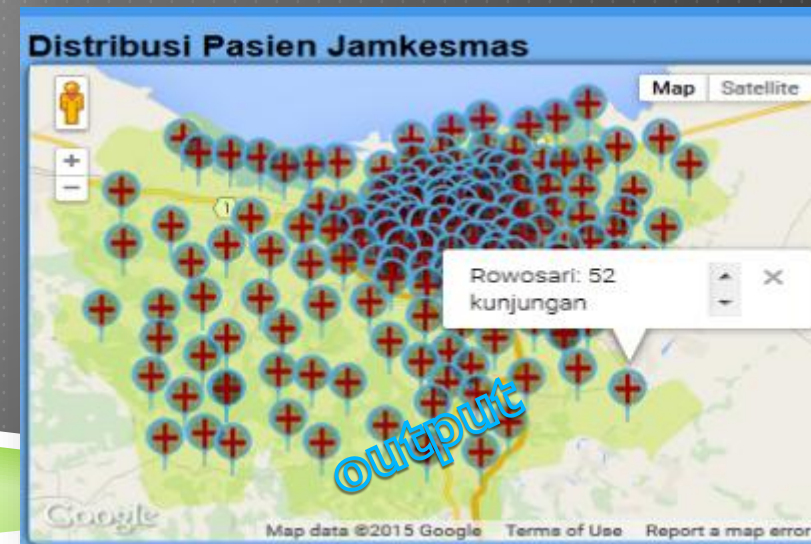 Distribusi Pasien Jamkesmas
Map Satellite
+
−
1
Rowosari: 52
kunjungan
×
output
Google
Map data ©2015 Google Terms of Use Report a map error